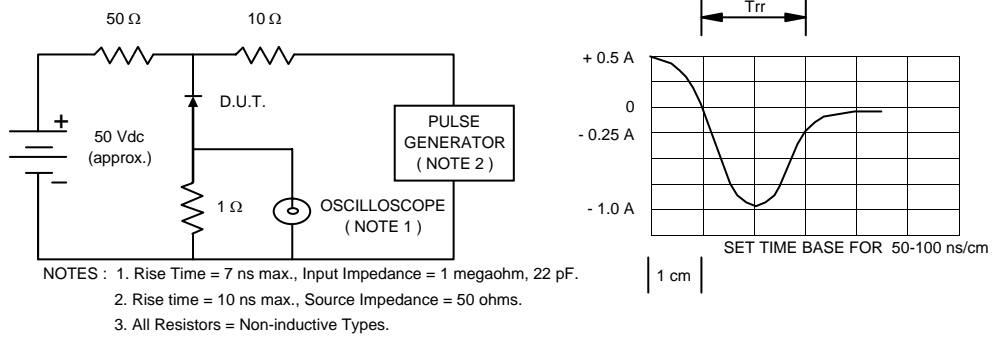 50 Ω
10 Ω
D.U.T.
+
50 Vdc
(approx.)
−
1 Ω
OSCILLOSCOPE
( NOTE 1 )
PULSE
GENERATOR
( NOTE 2 )
Trr
+ 0.5 A
0
- 0.25 A
- 1.0 A
SET TIME BASE FOR 50-100 ns/cm
1 cm
NOTES : 1. Rise Time = 7 ns max., Input Impedance = 1 megaohm, 22 pF.
2. Rise time = 10 ns max., Source Impedance = 50 ohms.
3. All Resistors = Non-inductive Types.